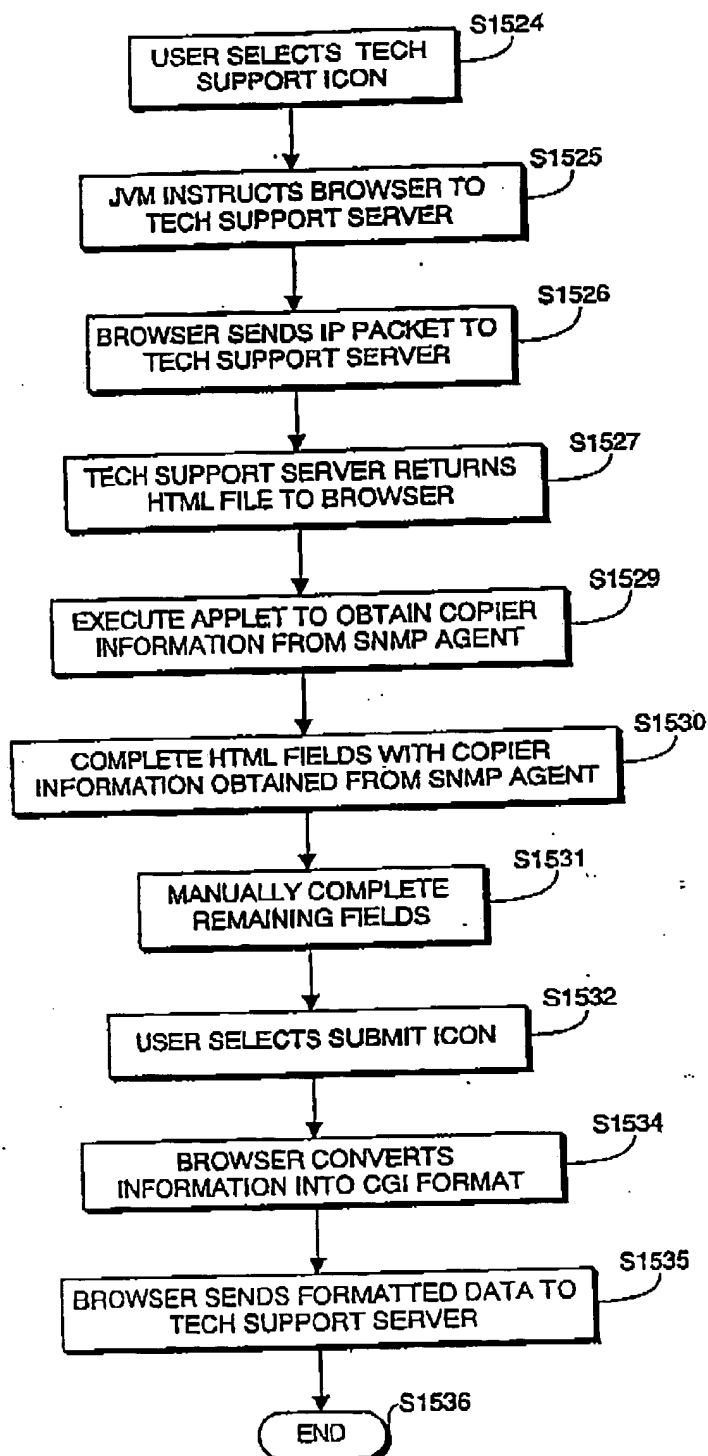 S1524
USER SELECTS TECH
SUPPORT ICON
S1525
JVM INSTRUCTS BROWSER TO
TECH SUPPORT SERVER
S1526
BROWSER SENDS IP PACKET TO
TECH SUPPORT SERVER
S1527
TECH SUPPORT SERVER RETURNS
HTML FILE TO BROWSER
S1529
EXECUTE APPLET TO OBTAIN COPIER
INFORMATION FROM SNMP AGENT
S1530
COMPLETE HTML FIELDS WITH COPIER
INFORMATION OBTAINED FROM SNMP AGENT
S1531
MANUALLY COMPLETE
REMAINING FIELDS
S1532
USER SELECTS SUBMIT ICON
S1534
BROWSER CONVERTS
INFORMATION INTO CGI FORMAT
S1535
BROWSER SENDS FORMATTED DATA TO
TECH SUPPORT SERVER
S1536
END